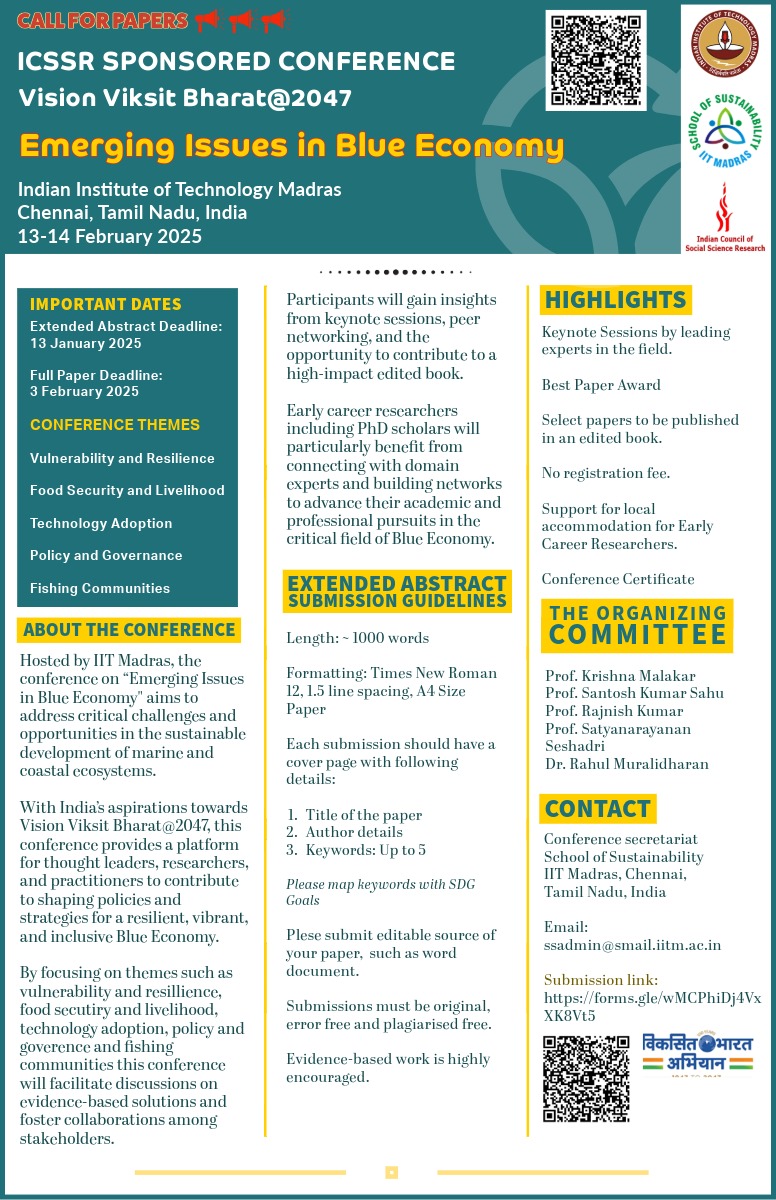 CALL FOR PAPERS
ICSSR SPONSORED CONFERENCE
Vision Viksit Bharat@2047
Emerging Issues in Blue Economy
Indian Institute of Technology Madras
Chennai, Tamil Nadu, India
13-14 February 2025
INDIAN INSTITUTE OF TECHNOLOGY MADRAS
SCHOOL OF SUSTAINABILITY
IIT MADRAS
Indian Council of
Social Science Research
IMPORTANT DATES
Extended Abstract Deadline:
13 January 2025
Full Paper Deadline:
3 February 2025
CONFERENCE THEMES
Vulnerability and Resilience
Food Security and Livelihood
Technology Adoption
Policy and Governance
Fishing Communities
ABOUT THE CONFERENCE
Hosted by IIT Madras, the
conference on “Emerging Issues
in Blue Economy" aims to
address critical challenges and
opportunities in the sustainable
development of marine and
coastal ecosystems.
With India's aspirations towards
Vision Viksit Bharat@2047, this
conference provides a platform
for thought leaders, researchers,
and practitioners to contribute
to shaping policies and
strategies for a resilient, vibrant,
and inclusive Blue Economy.
By focusing on themes such as
vulnerability and resillience,
food secutiry and livelihood,
technology adoption, policy and
goverence and fishing
communities this conference
will facilitate discussions on
evidence-based solutions and
foster collaborations among
stakeholders.
Participants will gain insights
from keynote sessions, peer
networking, and the
opportunity to contribute to a
high-impact edited book.
Early career researchers
including PhD scholars will
particularly benefit from
connecting with domain
experts and building networks
to advance their academic and
professional pursuits in the
critical field of Blue Economy.
EXTENDED ABSTRACT
SUBMISSION GUIDELINES
Length: ~ 1000 words
Formatting: Times New Roman
12, 1.5 line spacing, A4 Size
Paper
Each submission should have a
cover page with following
details:
1. Title of the paper
2. Author details
3. Keywords: Up to 5
Please map keywords with SDG
Goals
Plese submit editable source of
your paper, such as word
document.
Submissions must be original,
error free and plagiarised free.
Evidence-based work is highly
encouraged.
HIGHLIGHTS
Keynote Sessions by leading
experts in the field.
Best Paper Award
Select papers to be published
in an edited book.
No registration fee.
Support for local
accommodation for Early
Career Researchers.
Conference Certificate
THE ORGANIZING
COMMITTEE
Prof. Krishna Malakar
Prof. Santosh Kumar Sahu
Prof. Rajnish Kumar
Prof. Satyanarayanan
Seshadri
Dr. Rahul Muralidharan
CONTACT
Conference secretariat
School of Sustainability
IIT Madras, Chennai,
Tamil Nadu, India
Email:
ssadmin@smail.iitm.ac.in
Submission link:
https://forms.gle/wMCPhiDj4Vx
XK8Vt5
विकसित भारत
अभियान